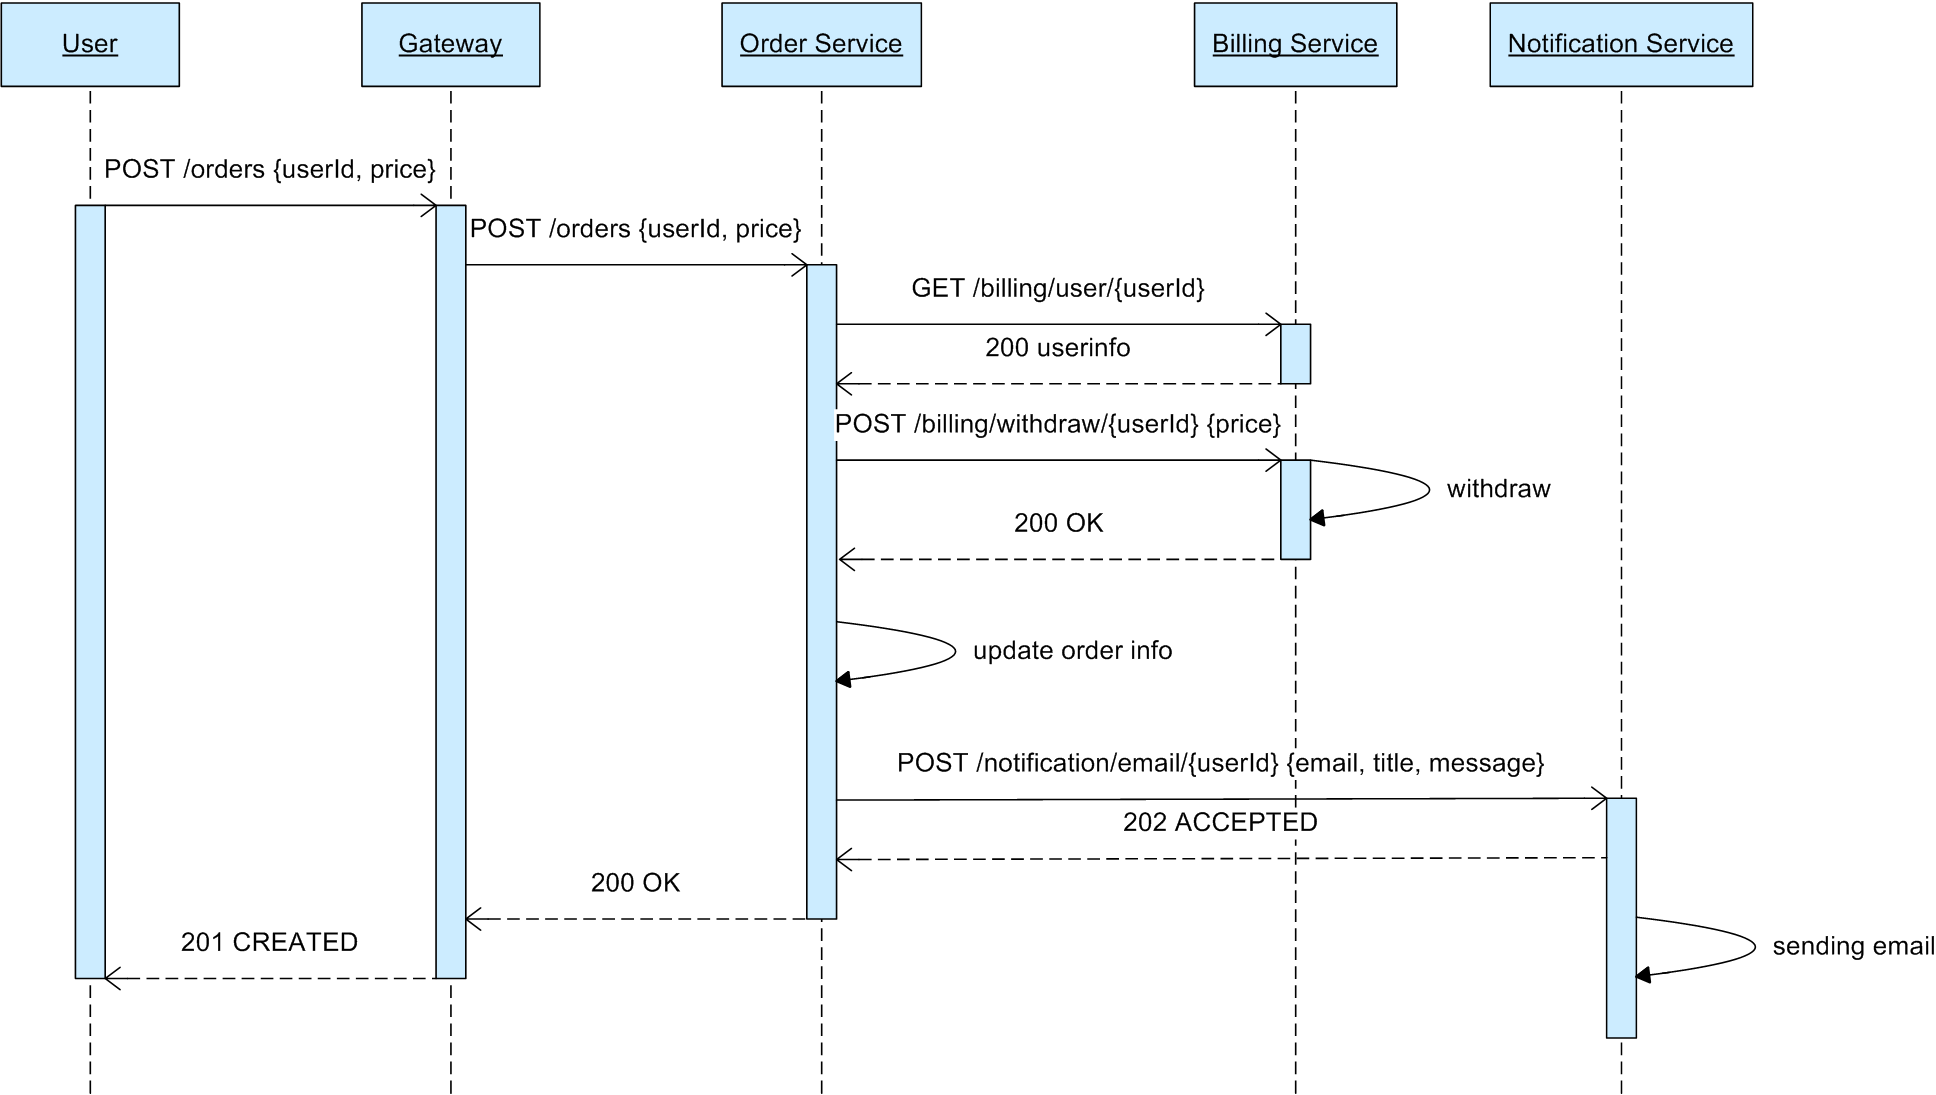 User
Gateway
Order Service
Billing Service
Notification Service
POST /orders {userId, price}
POST /orders {userId, price}
GET /billing/user/{userId}
200 userinfo
POST /billing/withdraw/{userId} {price}
withdraw
200 OK
update order info
POST /notification/email/{userId} {email, title, message}
202 ACCEPTED
200 OK
201 CREATED
sending email